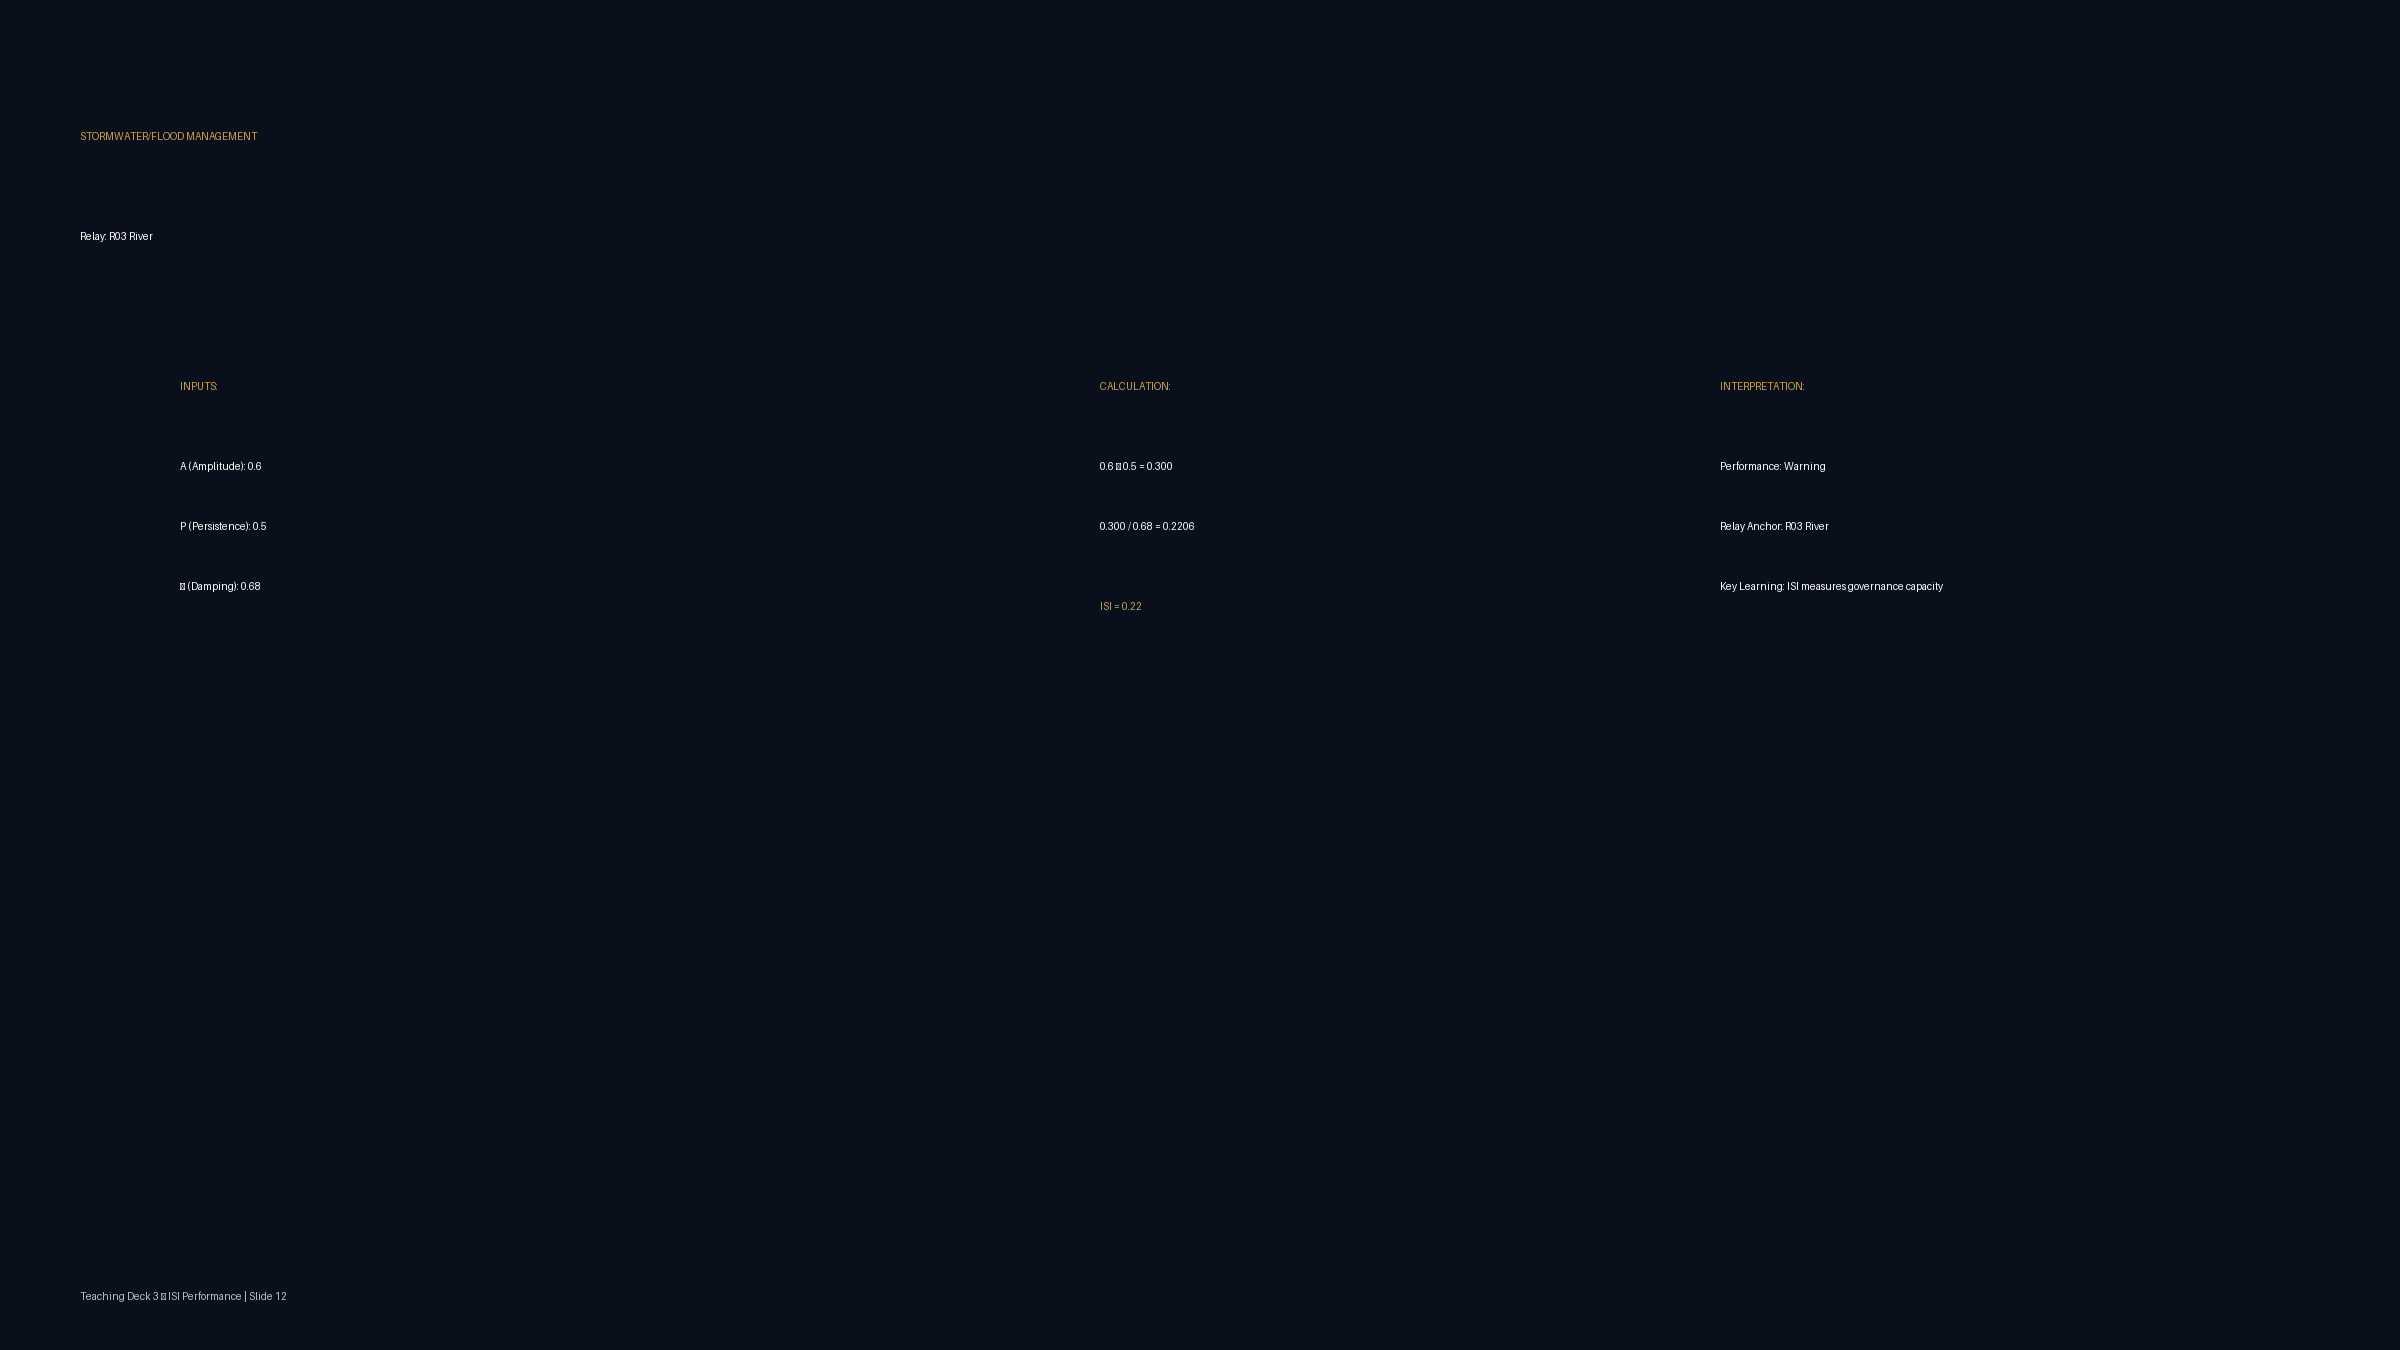 STORMWATER/FLOOD MANAGEMENT
Relay: R03 River
INPUTS:
A (Amplitude): 0.6
P (Persistence): 0.5
▯ (Damping): 0.68
CALCULATION:
0.6 ▯ 0.5 = 0.300
0.300 / 0.68 = 0.2206
ISI = 0.22
INTERPRETATION:
Performance: Warning
Relay Anchor: R03 River
Key Learning: ISI measures governance capacity
Teaching Deck 3 ▯ ISI Performance | Slide 12